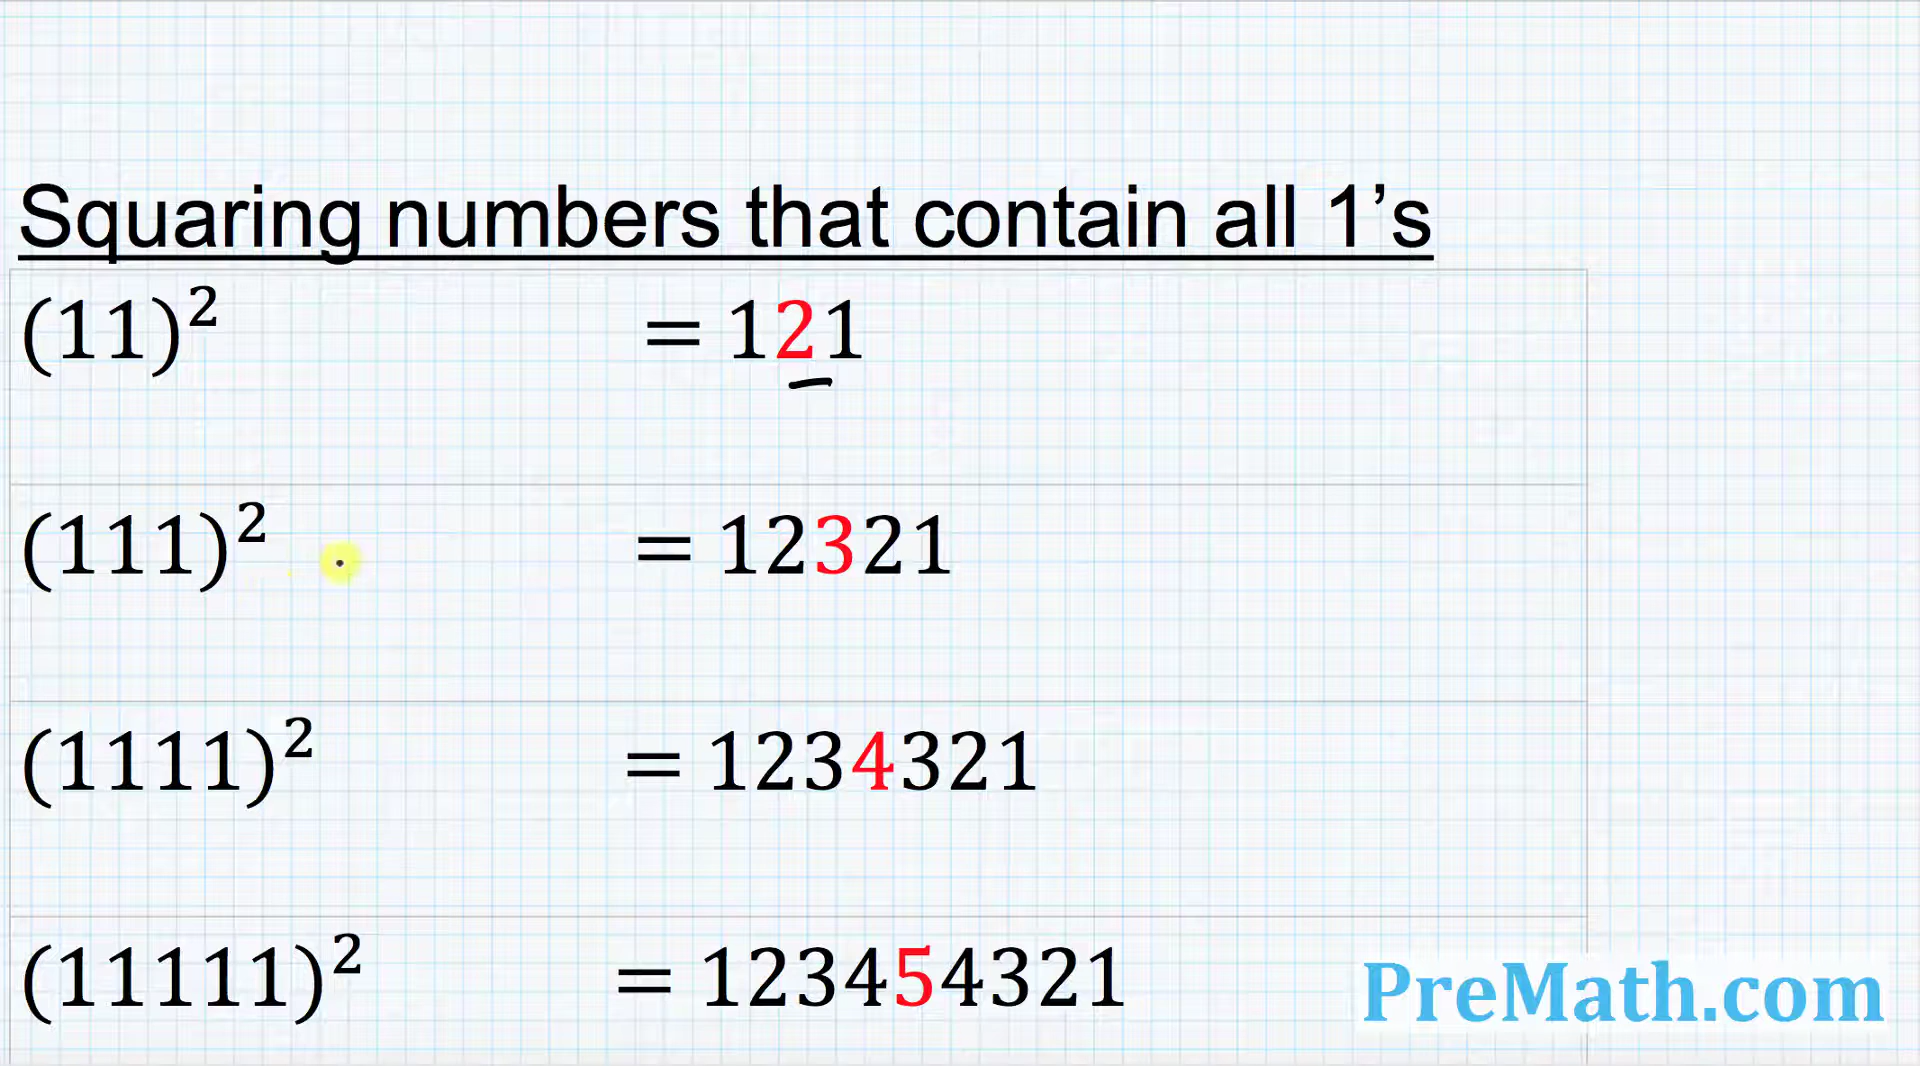 Squaring numbers that contain all 1’s
(11)² = 121
(111)² = 12321
(1111)² = 1234321
(11111)² = 123454321
PreMath.com